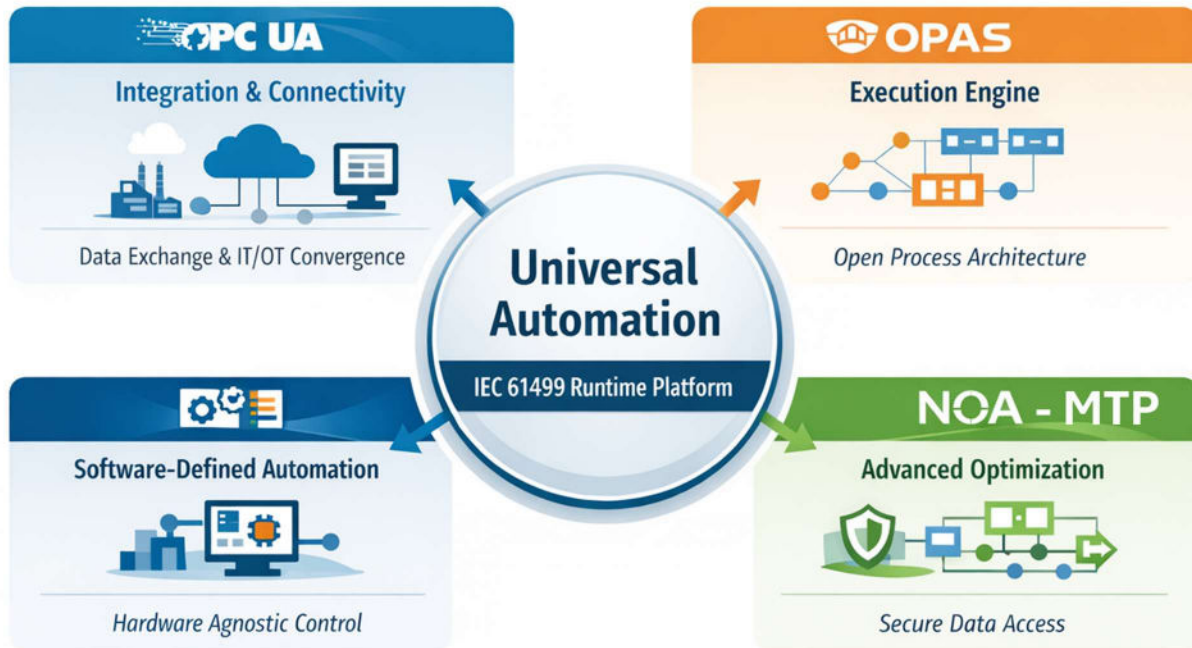 OPC UA
Integration & Connectivity
Data Exchange & IT/OT Convergence
OPAS
Execution Engine
Open Process Architecture
Universal
Automation
IEC 61499 Runtime Platform
Software-Defined Automation
Hardware Agnostic Control
NOA - MTP
Advanced Optimization
Secure Data Access